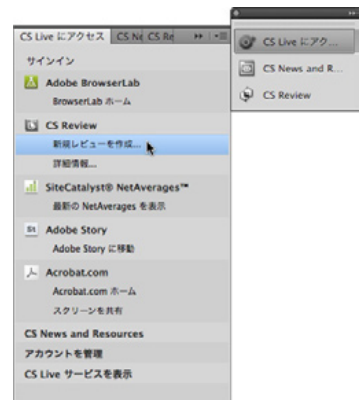 CS Live にアクセス CS Ne CS Re
サインイン
Adobe BrowserLab
BrowserLab ホーム
CS Review
新規レビューを作成...
詳細情報...
SiteCatalyst® NetAverages™
最新の NetAverages を表示
St Adobe Story
Adobe Story に移動
Acrobat.com
Acrobat.com ホーム
スクリーンを共有
CS News and Resources
アカウントを管理
CS Live サービスを表示
CS Live にアク...
CS News and R...
CS Review